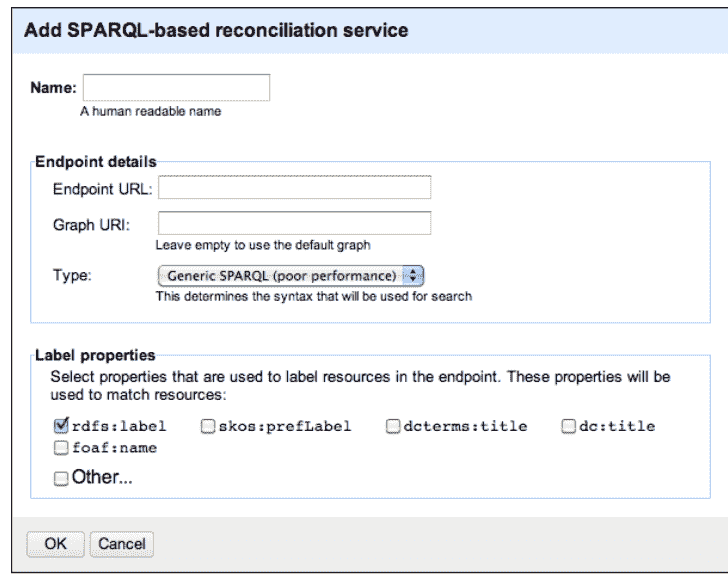 Add SPARQL-based reconciliation service
Name:
A human readable name
Endpoint details
Endpoint URL:
Graph URI:
Leave empty to use the default graph
Type: Generic SPARQL (poor performance)
This determines the syntax that will be used for search
Label properties
Select properties that are used to label resources in the endpoint. These properties will be
used to match resources:
rdfs:label skos:prefLabel dcterms:title dc:title
foaf:name
Other...
OK Cancel